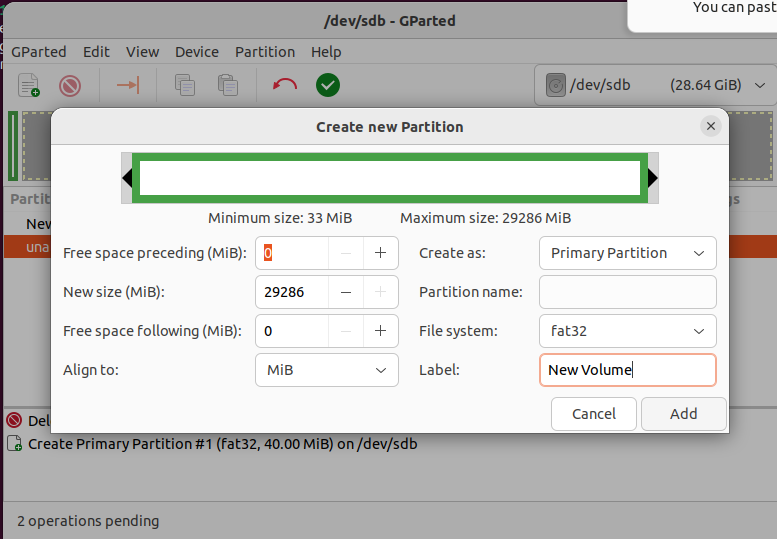 You can past
/dev/sdb - GParted
GParted Edit View Device Partition Help
/dev/sdb (28.64 GiB)
Create new Partition
Partit
gs
New
una
Minimum size: 33 MiB Maximum size: 29286 MiB
Free space preceding (MiB): 0 Create as: Primary Partition
New size (MiB): 29286 Partition name:
Free space following (MiB): 0 File system: fat32
Align to: MiB Label: New Volume
Cancel Add
Del
Create Primary Partition #1 (fat32, 40.00 MiB) on /dev/sdb
2 operations pending